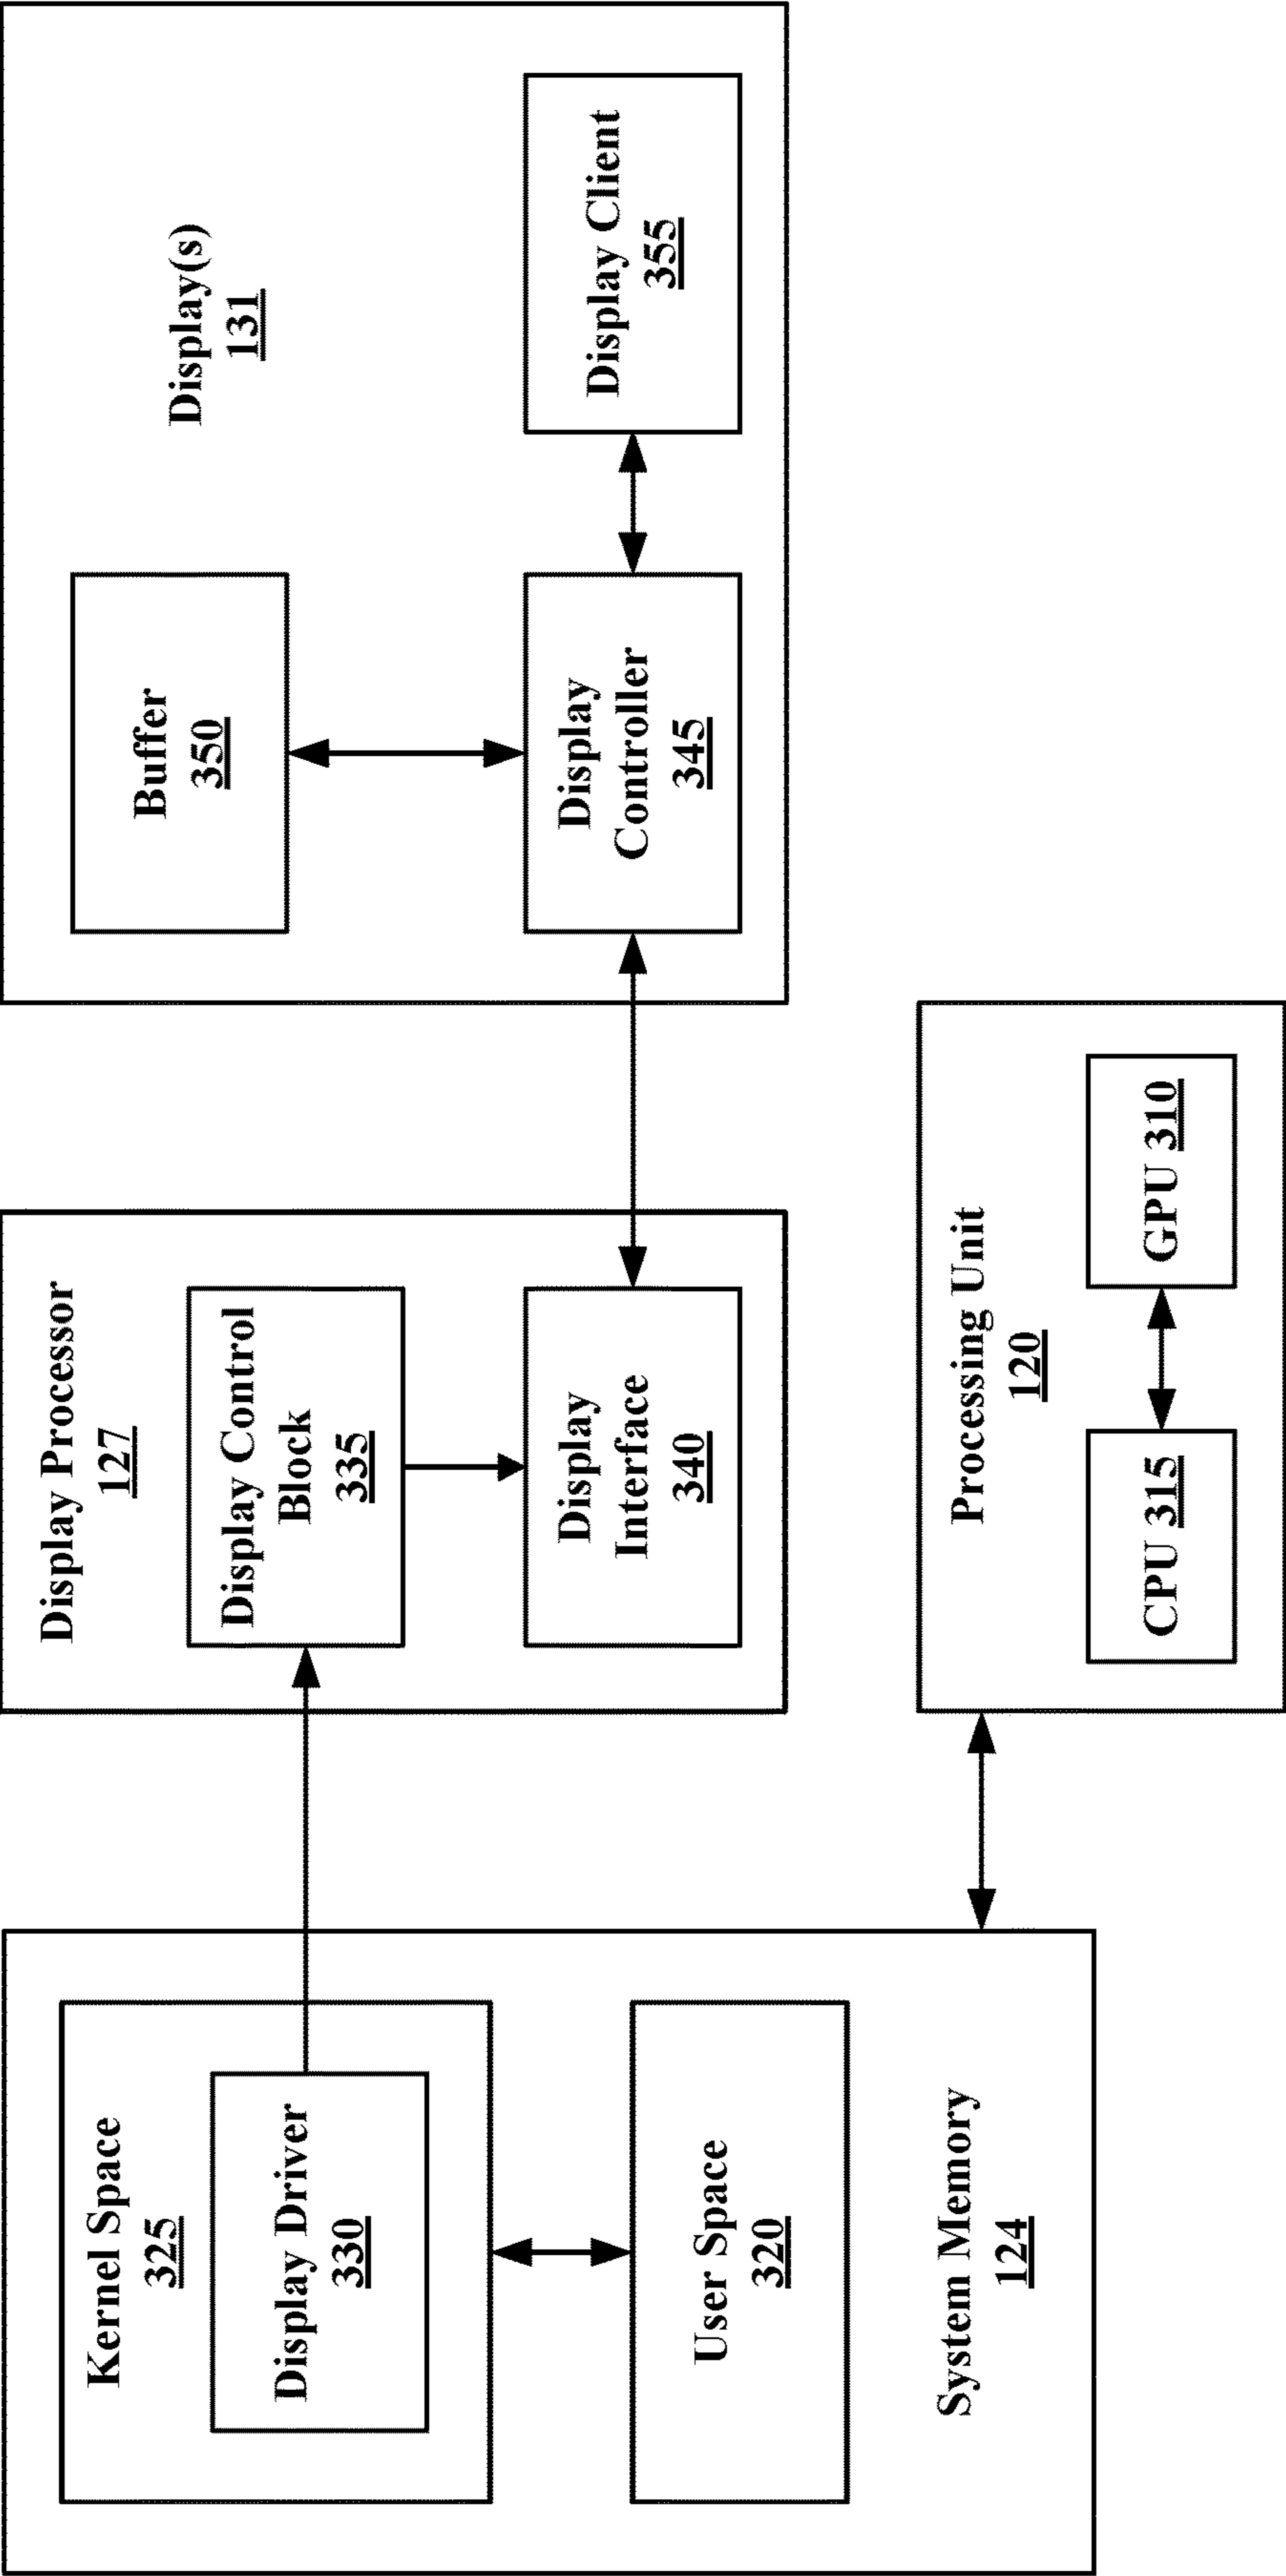 Kernel Space
325
Display Driver
330
User Space
320
System Memory
124
Display Processor
127
Display Control
Block
335
Display
Interface
340
Processing Unit
120
CPU 315
GPU 310
Display(s)
131
Buffer
350
Display
Controller
345
Display Client
355